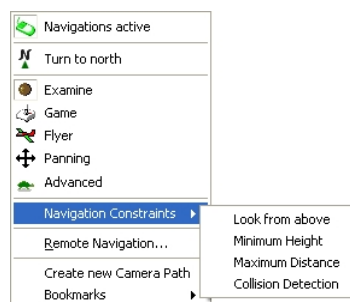 Navigations active
N
Turn to north
Examine
Game
Flyer
Panning
Advanced
Navigation Constraints
Look from above
Minimum Height
Maximum Distance
Collision Detection
Remote Navigation...
Create new Camera Path
Bookmarks